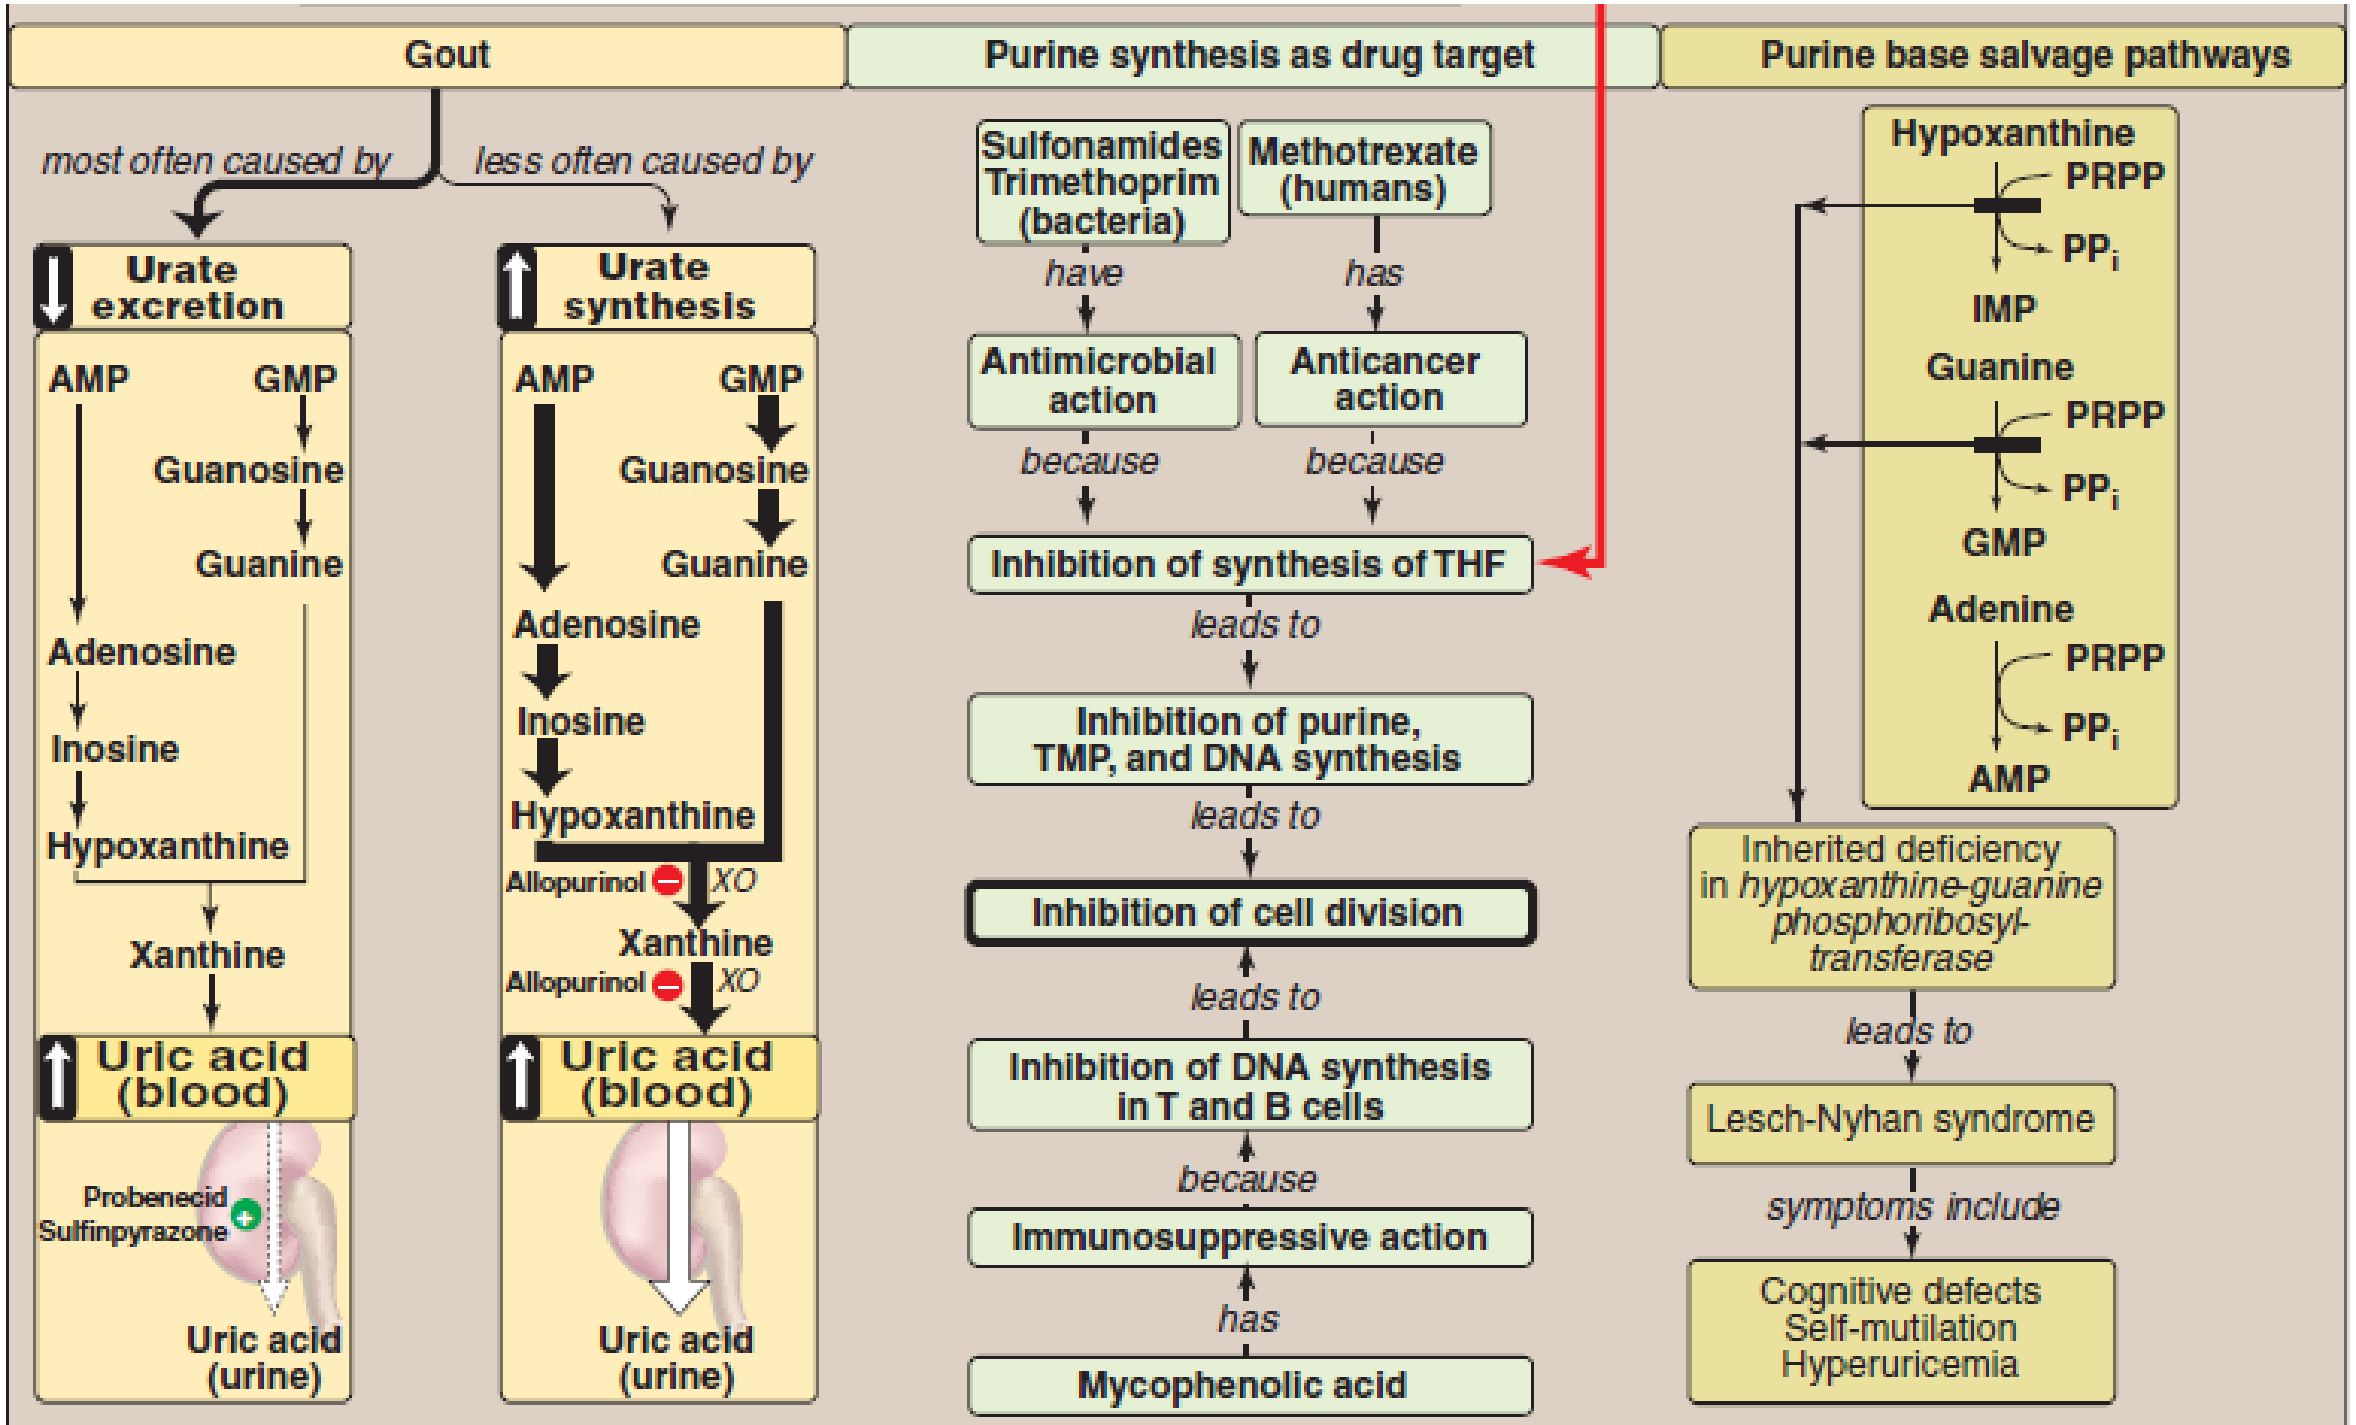 Gout
most often caused by
less often caused by
Urate
excretion
AMP
GMP
Guanosine
Guanine
Adenosine
Inosine
Hypoxanthine
Xanthine
Uric acid
(blood)
Probenecid
Sulfinpyrazone
+
Uric acid
(urine)
Urate
synthesis
AMP
GMP
Guanosine
Guanine
Adenosine
Inosine
Hypoxanthine
Allopurinol − XO
Xanthine
Allopurinol − XO
Uric acid
(blood)
Uric acid
(urine)
Purine synthesis as drug target
Sulfonamides
Trimethoprim
(bacteria)
have
Antimicrobial
action
because
Methotrexate
(humans)
has
Anticancer
action
because
Inhibition of synthesis of THF
leads to
Inhibition of purine,
TMP, and DNA synthesis
leads to
Inhibition of cell division
leads to
Inhibition of DNA synthesis
in T and B cells
because
Immunosuppressive action
has
Mycophenolic acid
Purine base salvage pathways
Hypoxanthine
PRPP
PPi
IMP
Guanine
PRPP
PPi
GMP
Adenine
PRPP
PPi
AMP
Inherited deficiency
in hypoxanthine-guanine
phosphoribosyl-
transferase
leads to
Lesch-Nyhan syndrome
symptoms include
Cognitive defects
Self-mutilation
Hyperuricemia